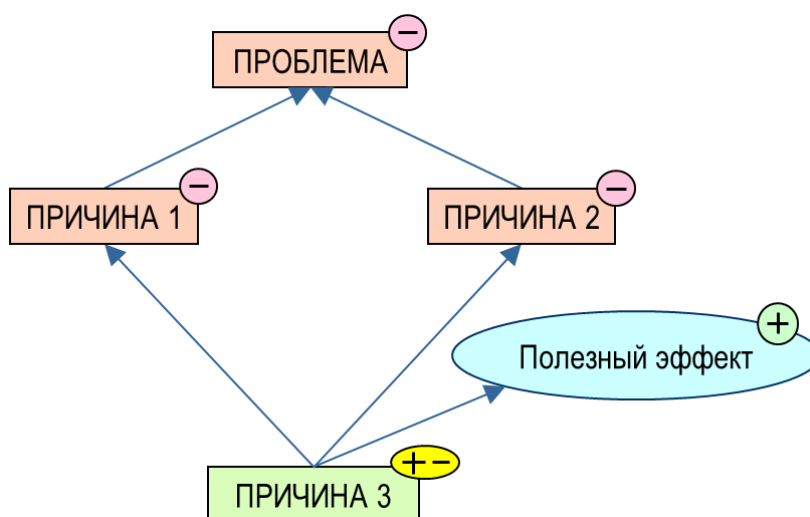 −
ПРОБЛЕМА
−
ПРИЧИНА 1
−
ПРИЧИНА 2
+
Полезный эффект
+−
ПРИЧИНА 3